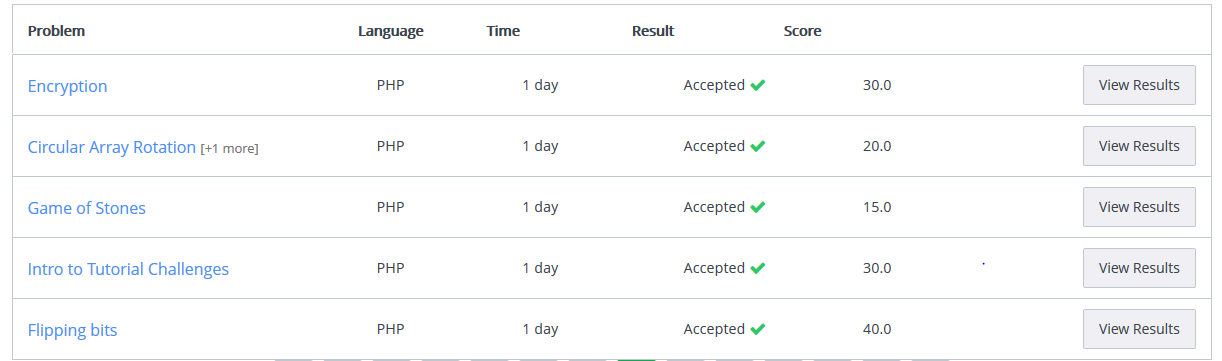 Problem Language Time Result Score
Encryption PHP 1 day Accepted 30.0 View Results
Circular Array Rotation [+1 more] PHP 1 day Accepted 20.0 View Results
Game of Stones PHP 1 day Accepted 15.0 View Results
Intro to Tutorial Challenges PHP 1 day Accepted 30.0 View Results
Flipping bits PHP 1 day Accepted 40.0 View Results